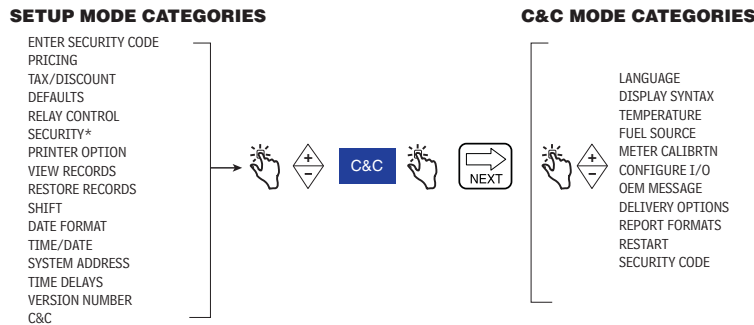 SETUP MODE CATEGORIES
ENTER SECURITY CODE
PRICING
TAX/DISCOUNT
DEFAULTS
RELAY CONTROL
SECURITY*
PRINTER OPTION
VIEW RECORDS
RESTORE RECORDS
SHIFT
DATE FORMAT
TIME/DATE
SYSTEM ADDRESS
TIME DELAYS
VERSION NUMBER
C&C
+
−
C&C
NEXT
+
−
C&C MODE CATEGORIES
LANGUAGE
DISPLAY SYNTAX
TEMPERATURE
FUEL SOURCE
METER CALIBRTN
CONFIGURE I/O
OEM MESSAGE
DELIVERY OPTIONS
REPORT FORMATS
RESTART
SECURITY CODE